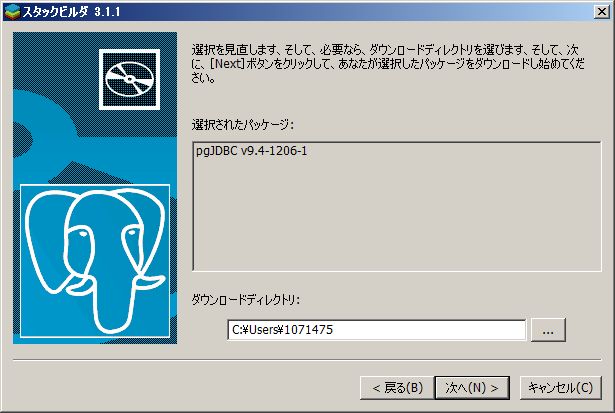 スタックビルダ 3.1.1
選択を見直します、そして、必要なら、ダウンロードディレクトリを選びます、そして、次
に、[Next]ボタンをクリックして、あなたが選択したパッケージをダウンロードし始めてくだ
さい。
選択されたパッケージ:
pgJDBC v9.4-1206-1
ダウンロードディレクトリ:
C:¥Users¥1071475
...
< 戻る(B)
次へ(N) >
キャンセル(C)